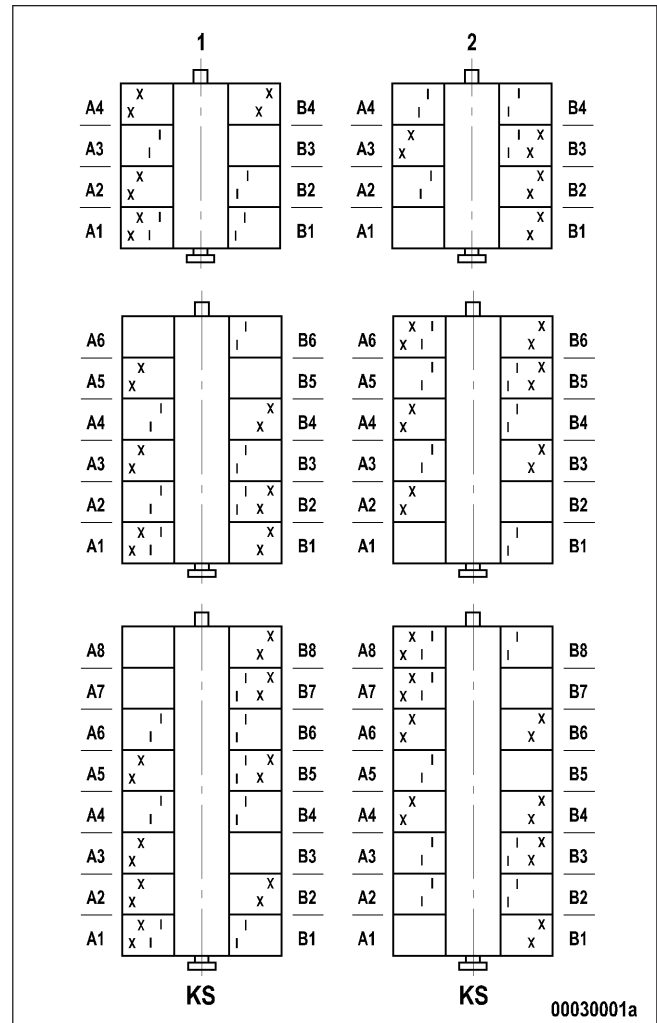 1 2
A4 B4 A4 B4
A3 B3 A3 B3
A2 B2 A2 B2
A1 B1 A1 B1
A6 B6 A6 B6
A5 B5 A5 B5
A4 B4 A4 B4
A3 B3 A3 B3
A2 B2 A2 B2
A1 B1 A1 B1
A8 B8 A8 B8
A7 B7 A7 B7
A6 B6 A6 B6
A5 B5 A5 B5
A4 B4 A4 B4
A3 B3 A3 B3
A2 B2 A2 B2
A1 B1 A1 B1
KS KS
00030001a